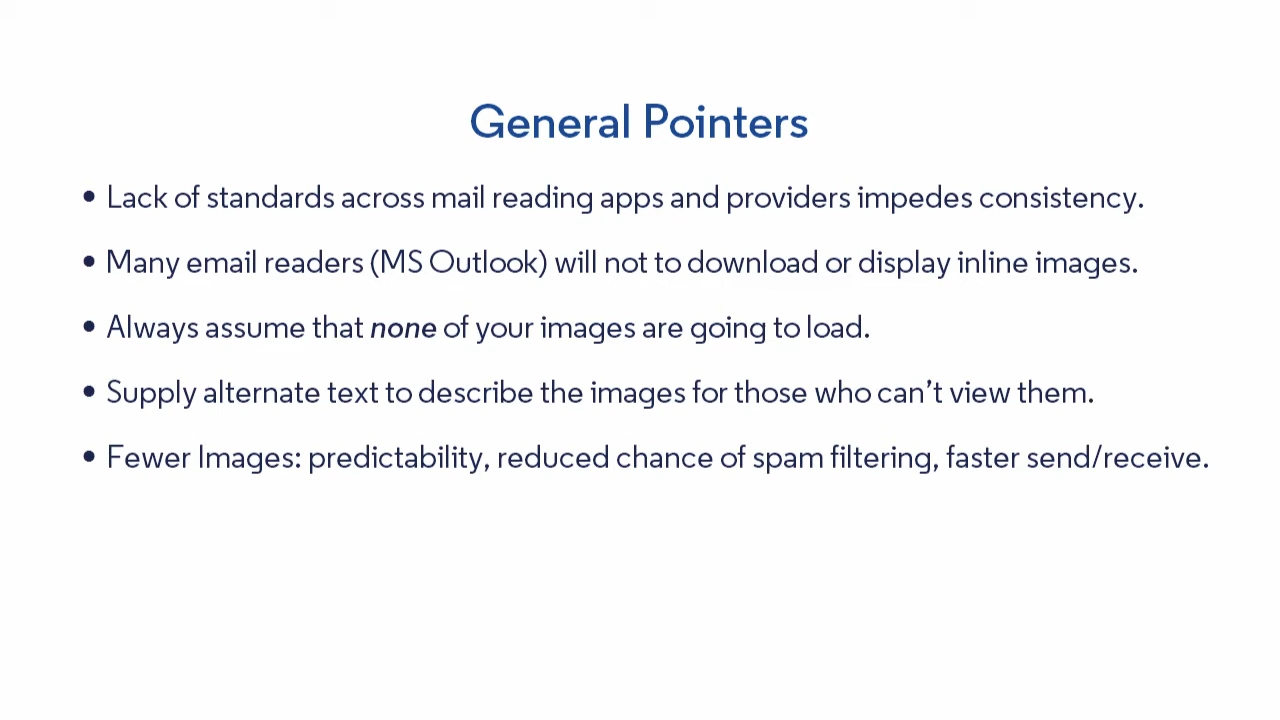 General Pointers
• Lack of standards across mail reading apps and providers impedes consistency.
• Many email readers (MS Outlook) will not to download or display inline images.
• Always assume that none of your images are going to load.
• Supply alternate text to describe the images for those who can’t view them.
• Fewer Images: predictability, reduced chance of spam filtering, faster send/receive.